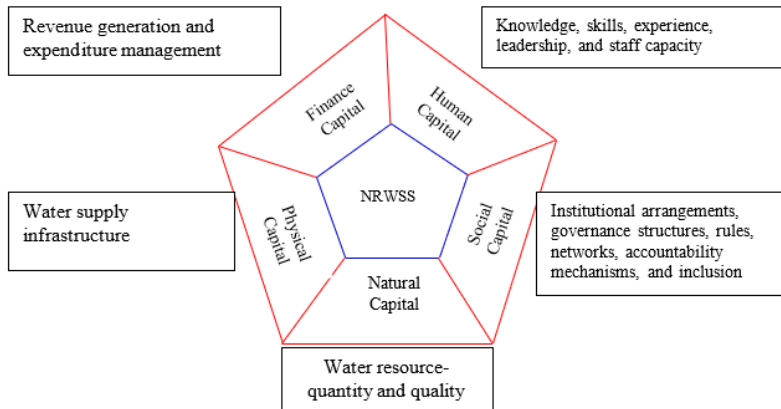 Revenue generation and
expenditure management
Knowledge, skills, experience,
leadership, and staff capacity
Finance
Capital
Human
Capital
NRWSS
Water supply
infrastructure
Physical
Capital
Social
Capital
Institutional arrangements,
governance structures, rules,
networks, accountability
mechanisms, and inclusion
Natural
Capital
Water resource-
quantity and quality